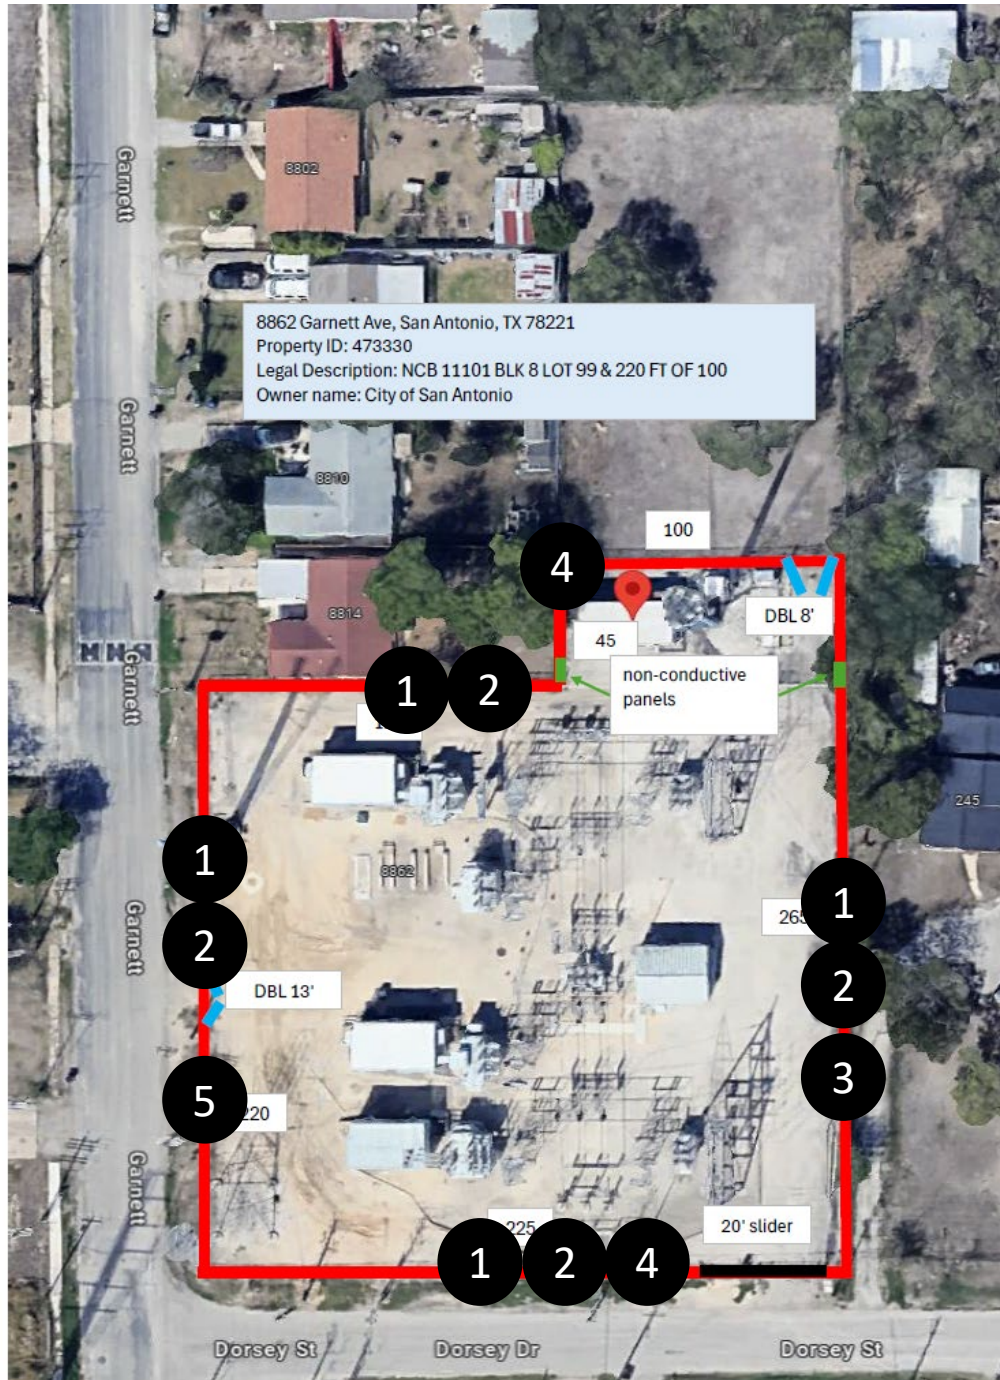 Garnett
8802
8862 Garnett Ave, San Antonio, TX 78221
Property ID: 473330
Legal Description: NCB 11101 BLK 8 LOT 99 & 220 FT OF 100
Owner name: City of San Antonio
Garnett
8810
100
4
8814
DBL 8'
45
non-conductive
panels
Garnett
1
2
245
1
8862
1
265
2
Garnett
2
DBL 13'
3
5
220
Garnett
225
20' slider
1
2
4
Dorsey St
Dorsey Dr
Dorsey St